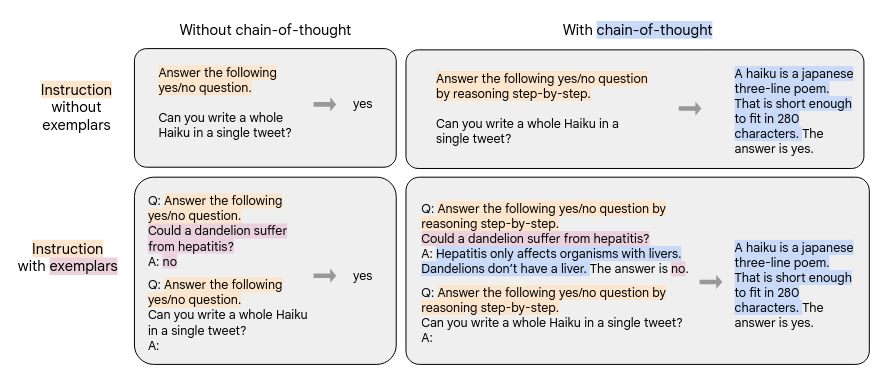 Without chain-of-thought
With chain-of-thought
Instruction
without
exemplars
Answer the following
yes/no question.
Can you write a whole
Haiku in a single tweet?
yes
Answer the following yes/no question
by reasoning step-by-step.
Can you write a whole Haiku in a
single tweet?
A haiku is a japanese
three-line poem.
That is short enough
to fit in 280
characters. The
answer is yes.
Instruction
with exemplars
Q: Answer the following
yes/no question.
Could a dandelion suffer
from hepatitis?
A: no
Q: Answer the following
yes/no question.
Can you write a whole Haiku
in a single tweet?
A:
yes
Q: Answer the following yes/no question by
reasoning step-by-step.
Could a dandelion suffer from hepatitis?
A: Hepatitis only affects organisms with livers.
Dandelions don’t have a liver. The answer is no.
Q: Answer the following yes/no question by
reasoning step-by-step.
Can you write a whole Haiku in a single tweet?
A:
A haiku is a japanese
three-line poem.
That is short enough
to fit in 280
characters. The
answer is yes.